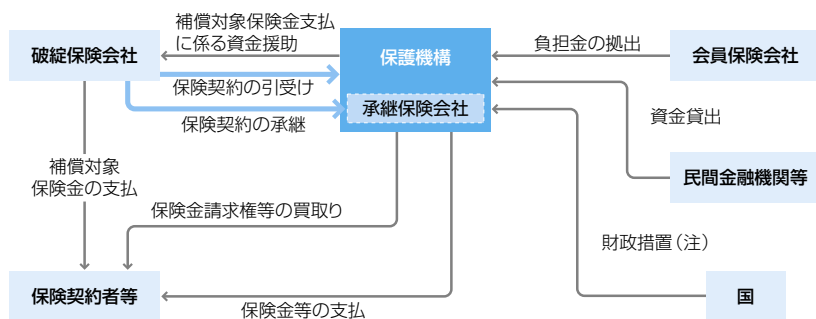 補償対象保険金支払
に係る資金援助
破綻保険会社
保護機構
負担金の拠出
会員保険会社
保険契約の引受け
承継保険会社
保険契約の承継
資金貸出
補償対象
保険金の支払
民間金融機関等
保険金請求権等の買取り
財政措置（注）
保険契約者等
保険金等の支払
国